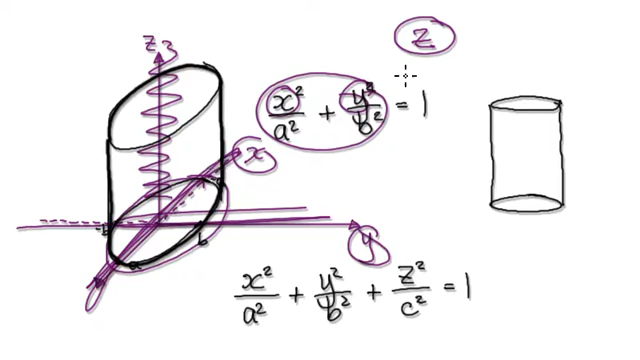 z
z
x²/a² + y²/b² = 1
x
-b
b
y
a
x²/a² + y²/b² + z²/c² = 1